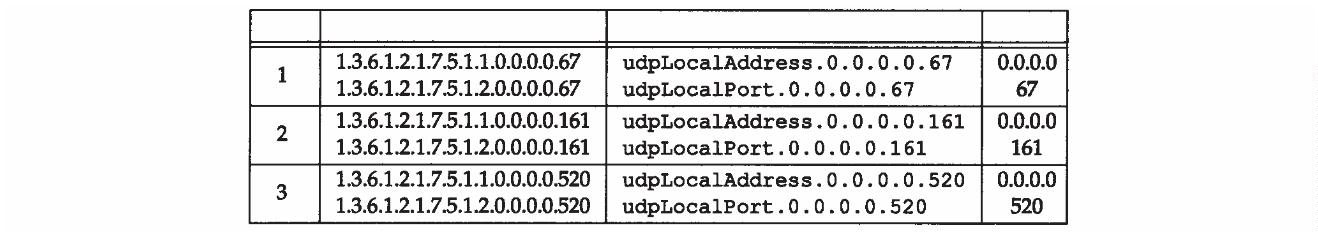 1 1.3.6.1.2.1.7.5.1.1.0.0.0.0.67 udpLocalAddress.0.0.0.0.67 0.0.0.0
1.3.6.1.2.1.7.5.1.2.0.0.0.0.67 udpLocalPort.0.0.0.0.67 67
2 1.3.6.1.2.1.7.5.1.1.0.0.0.0.161 udpLocalAddress.0.0.0.0.161 0.0.0.0
1.3.6.1.2.1.7.5.1.2.0.0.0.0.161 udpLocalPort.0.0.0.0.161 161
3 1.3.6.1.2.1.7.5.1.1.0.0.0.0.520 udpLocalAddress.0.0.0.0.520 0.0.0.0
1.3.6.1.2.1.7.5.1.2.0.0.0.0.520 udpLocalPort.0.0.0.0.520 520